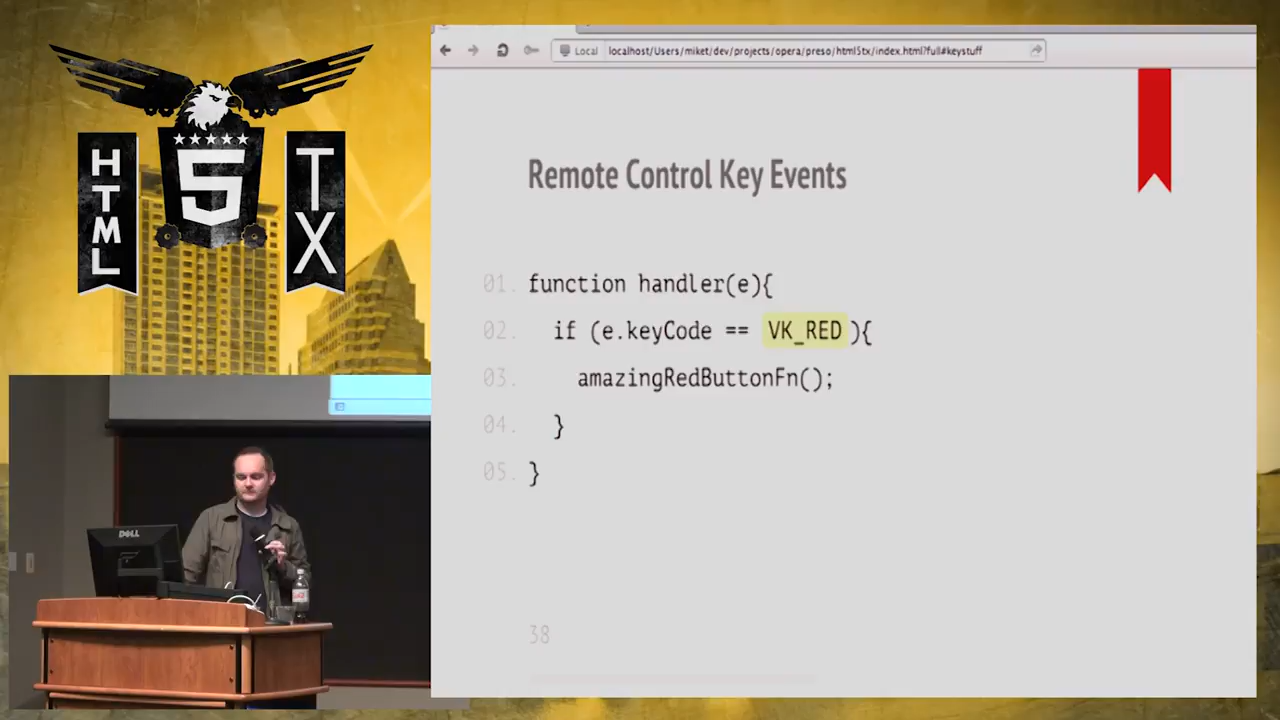 HTML
5
TX
Local localhost/Users/miket/dev/projects/opera/preso/html5tx/index.html?full#keystuff
Remote Control Key Events
01. function handler(e){
02. if (e.keyCode == VK_RED ){
03. amazingRedButtonFn();
04. }
05. }
38
DELL